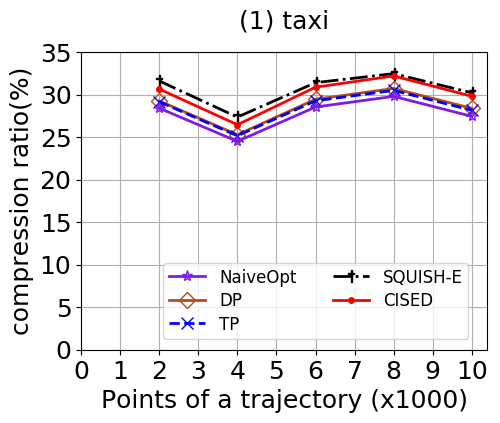 (1) taxi
compression ratio(%)
35
30
25
20
15
10
5
0
NaiveOpt
DP
TP
SQUISH-E
CISED
0 1 2 3 4 5 6 7 8 9 10
Points of a trajectory (x1000)